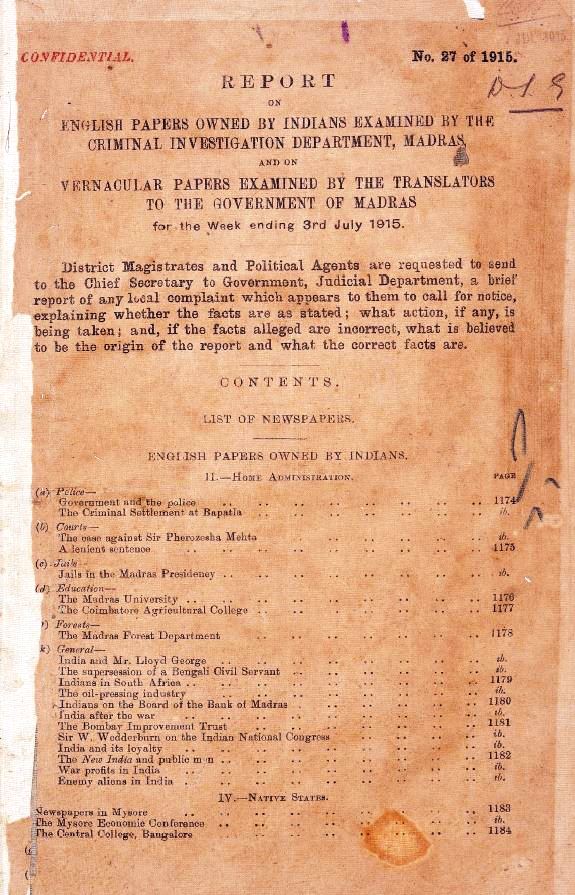 CONFIDENTIAL.
No. 27 of 1915.
D. I. G
REPORT
ON
ENGLISH PAPERS OWNED BY INDIANS EXAMINED BY THE
CRIMINAL INVESTIGATION DEPARTMENT, MADRAS,
AND ON
VERNACULAR PAPERS EXAMINED BY THE TRANSLATORS
TO THE GOVERNMENT OF MADRAS
for the Week ending 3rd July 1915.
District Magistrates and Political Agents are requested to send
to the Chief Secretary to Government, Judicial Department, a brief
report of any local complaint which appears to them to call for notice,
explaining whether the facts are as stated; what action, if any, is
being taken; and, if the facts alleged are incorrect, what is believed
to be the origin of the report and what the correct facts are.
CONTENTS.
LIST OF NEWSPAPERS.
ENGLISH PAPERS OWNED BY INDIANS.
II.—HOME ADMINISTRATION.
PAGE
(a) Police—
Government and the police .. .. .. .. .. .. .. .. 1174
The Criminal Settlement at Bapatla .. .. .. .. .. .. .. ib.
(b) Courts—
The case against Sir Pherozesha Mehta .. .. .. .. .. .. ib.
A lenient sentence .. .. .. .. .. .. .. .. 1175
(c) Jails—
Jails in the Madras Presidency .. .. .. .. .. .. .. .. ib.
(d) Education—
The Madras University .. .. .. .. .. .. .. .. 1176
The Coimbatore Agricultural College .. .. .. .. .. .. .. 1177
) Forests—
The Madras Forest Department .. .. .. .. .. .. .. 1178
(k) General—
India and Mr. Lloyd George .. .. .. .. .. .. .. .. ib.
The supersession of a Bengali Civil Servant .. .. .. .. .. .. ib.
Indians in South Africa .. .. .. .. .. .. .. .. 1179
The oil-pressing industry .. .. .. .. .. .. .. .. ib.
Indians on the Board of the Bank of Madras .. .. .. .. .. 1180
India after the war .. .. .. .. .. .. .. .. ib.
The Bombay Improvement Trust .. .. .. .. .. .. .. 1181
Sir W. Wedderburn on the Indian National Congress .. .. .. .. ib.
India and its loyalty .. .. .. .. .. .. .. .. ib.
The New India and public m n .. .. .. .. .. .. .. .. 1182
War profits in India .. .. .. .. .. .. .. .. ib.
Enemy aliens in India .. .. .. .. .. .. .. .. ib.
IV.—NATIVE STATES.
Newspapers in Mysore .. .. .. .. .. .. .. .. 1183
The Mysore Economic Conference .. .. .. .. .. .. .. .. ib.
The Central College, Bangalore .. .. .. .. .. .. .. .. 1184